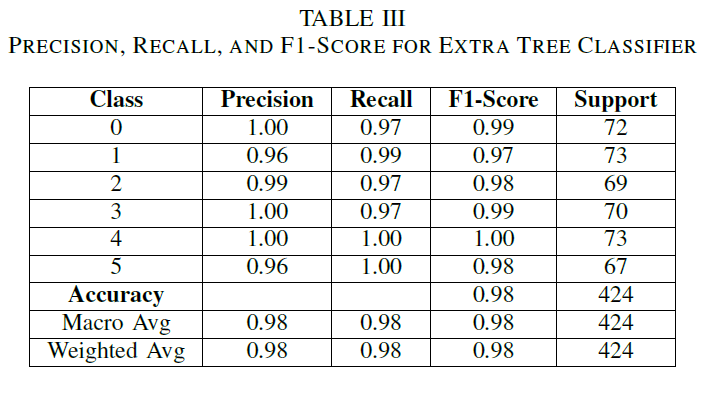 TABLE III
PRECISION, RECALL, AND F1-SCORE FOR EXTRA TREE CLASSIFIER
Class Precision Recall F1-Score Support
0 1.00 0.97 0.99 72
1 0.96 0.99 0.97 73
2 0.99 0.97 0.98 69
3 1.00 0.97 0.99 70
4 1.00 1.00 1.00 73
5 0.96 1.00 0.98 67
Accuracy 0.98 424
Macro Avg 0.98 0.98 0.98 424
Weighted Avg 0.98 0.98 0.98 424